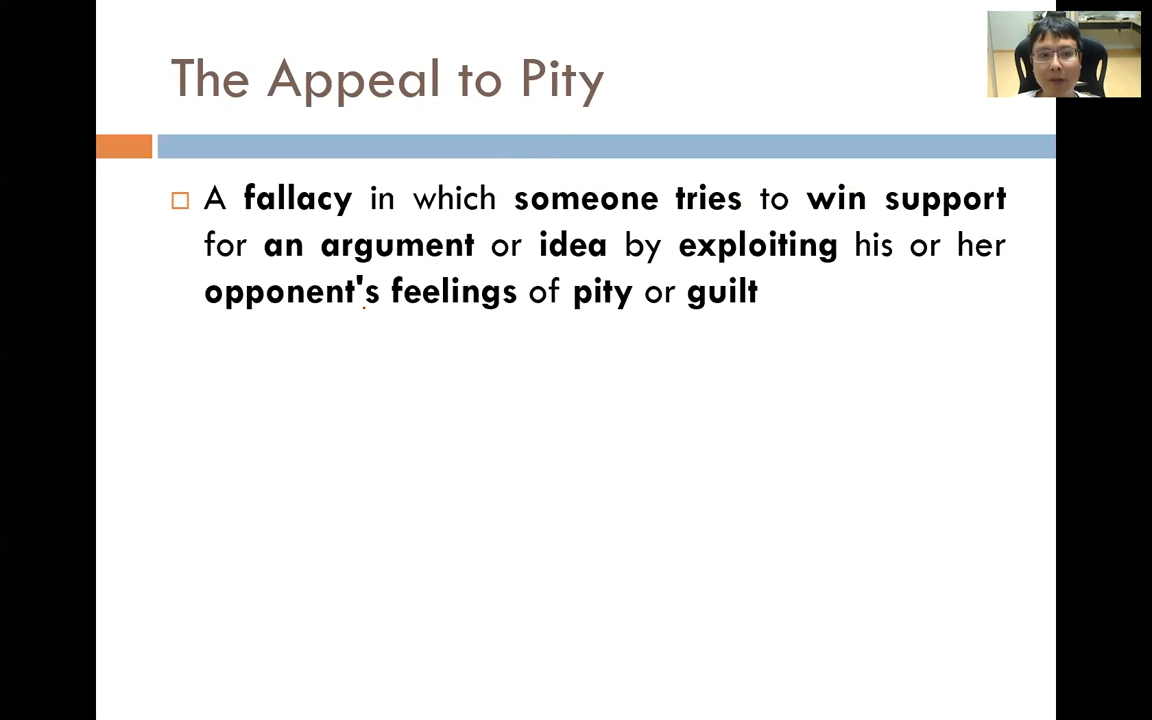 The Appeal to Pity
A fallacy in which someone tries to win support
for an argument or idea by exploiting his or her
opponent's feelings of pity or guilt